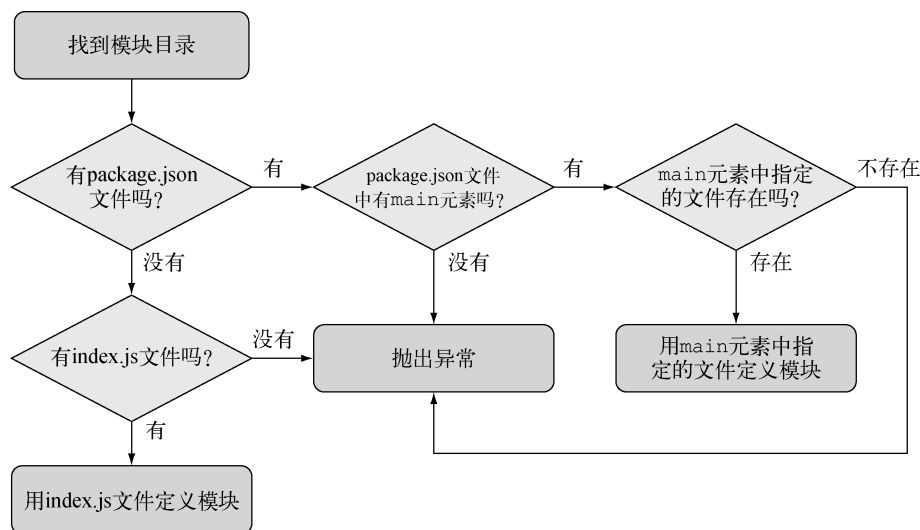 找到模块目录
有package.json
文件吗?
有
package.json文件
中有main元素吗?
有
main元素中指定
的文件存在吗?
不存在
没有
没有
存在
有index.js文件吗?
没有
抛出异常
用main元素中指
定的文件定义模块
有
用index.js文件定义模块